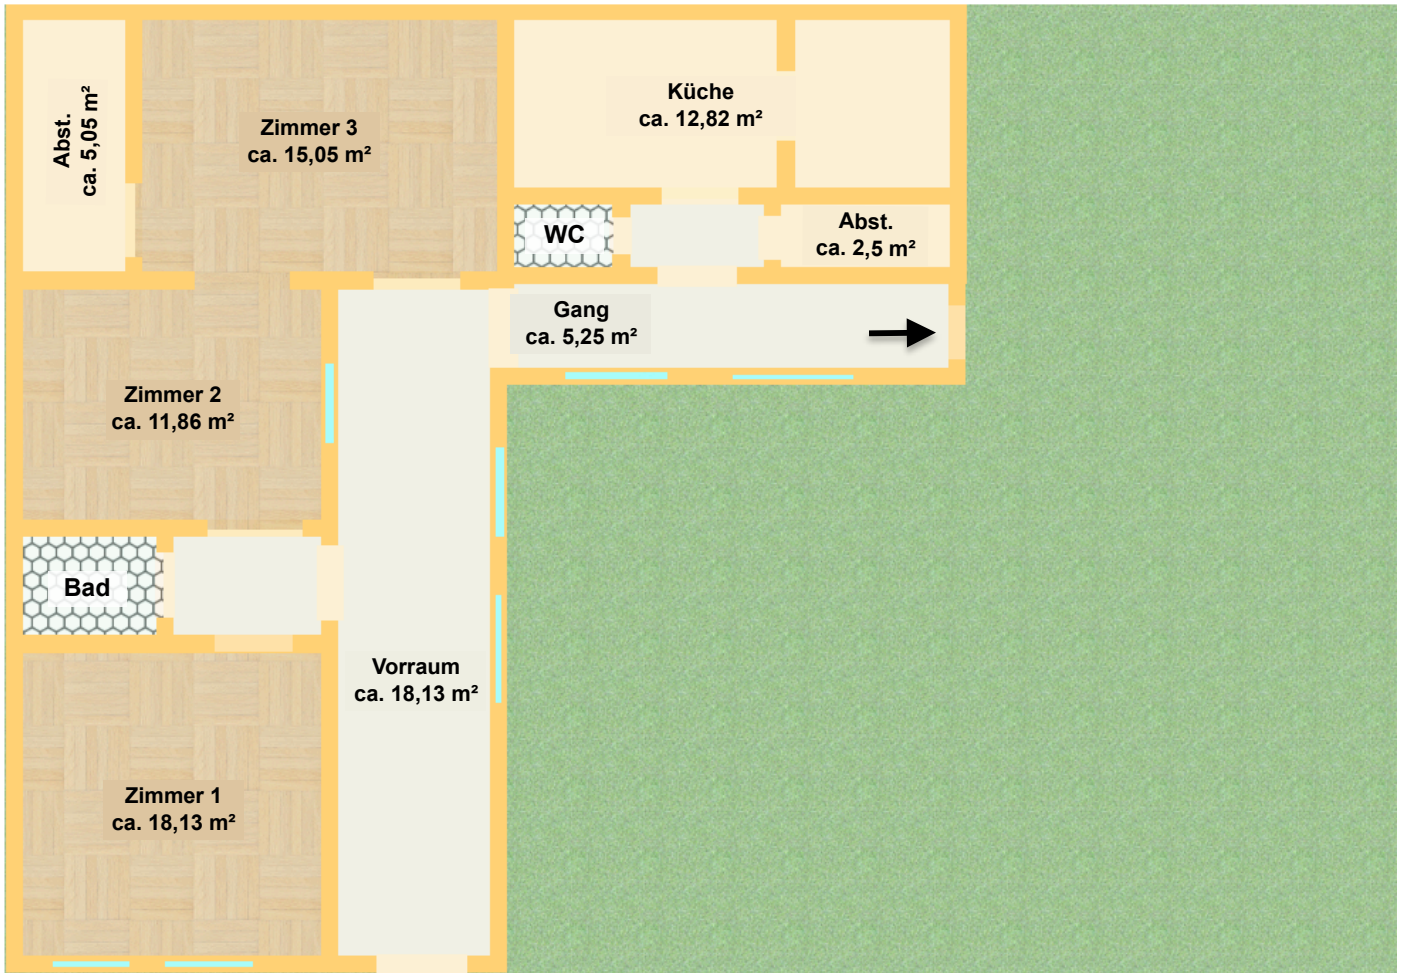 Abst.
ca. 5,05 m²
Zimmer 3
ca. 15,05 m²
Küche
ca. 12,82 m²
WC
Abst.
ca. 2,5 m²
Gang
ca. 5,25 m²
Zimmer 2
ca. 11,86 m²
Bad
Vorraum
ca. 18,13 m²
Zimmer 1
ca. 18,13 m²